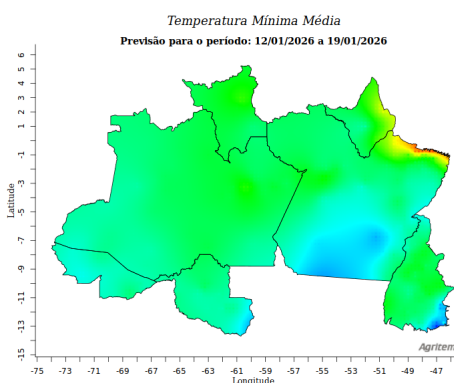 Temperatura Mínima Média
Previsão para o período: 12/01/2026 a 19/01/2026
6
5
4
3
2
1
-1
-3
-5
-7
-9
-11
-13
-15
Latitude
-75 -73 -71 -69 -67 -65 -63 -61 -59 -57 -55 -53 -51 -49 -47
Longitude
Agritem